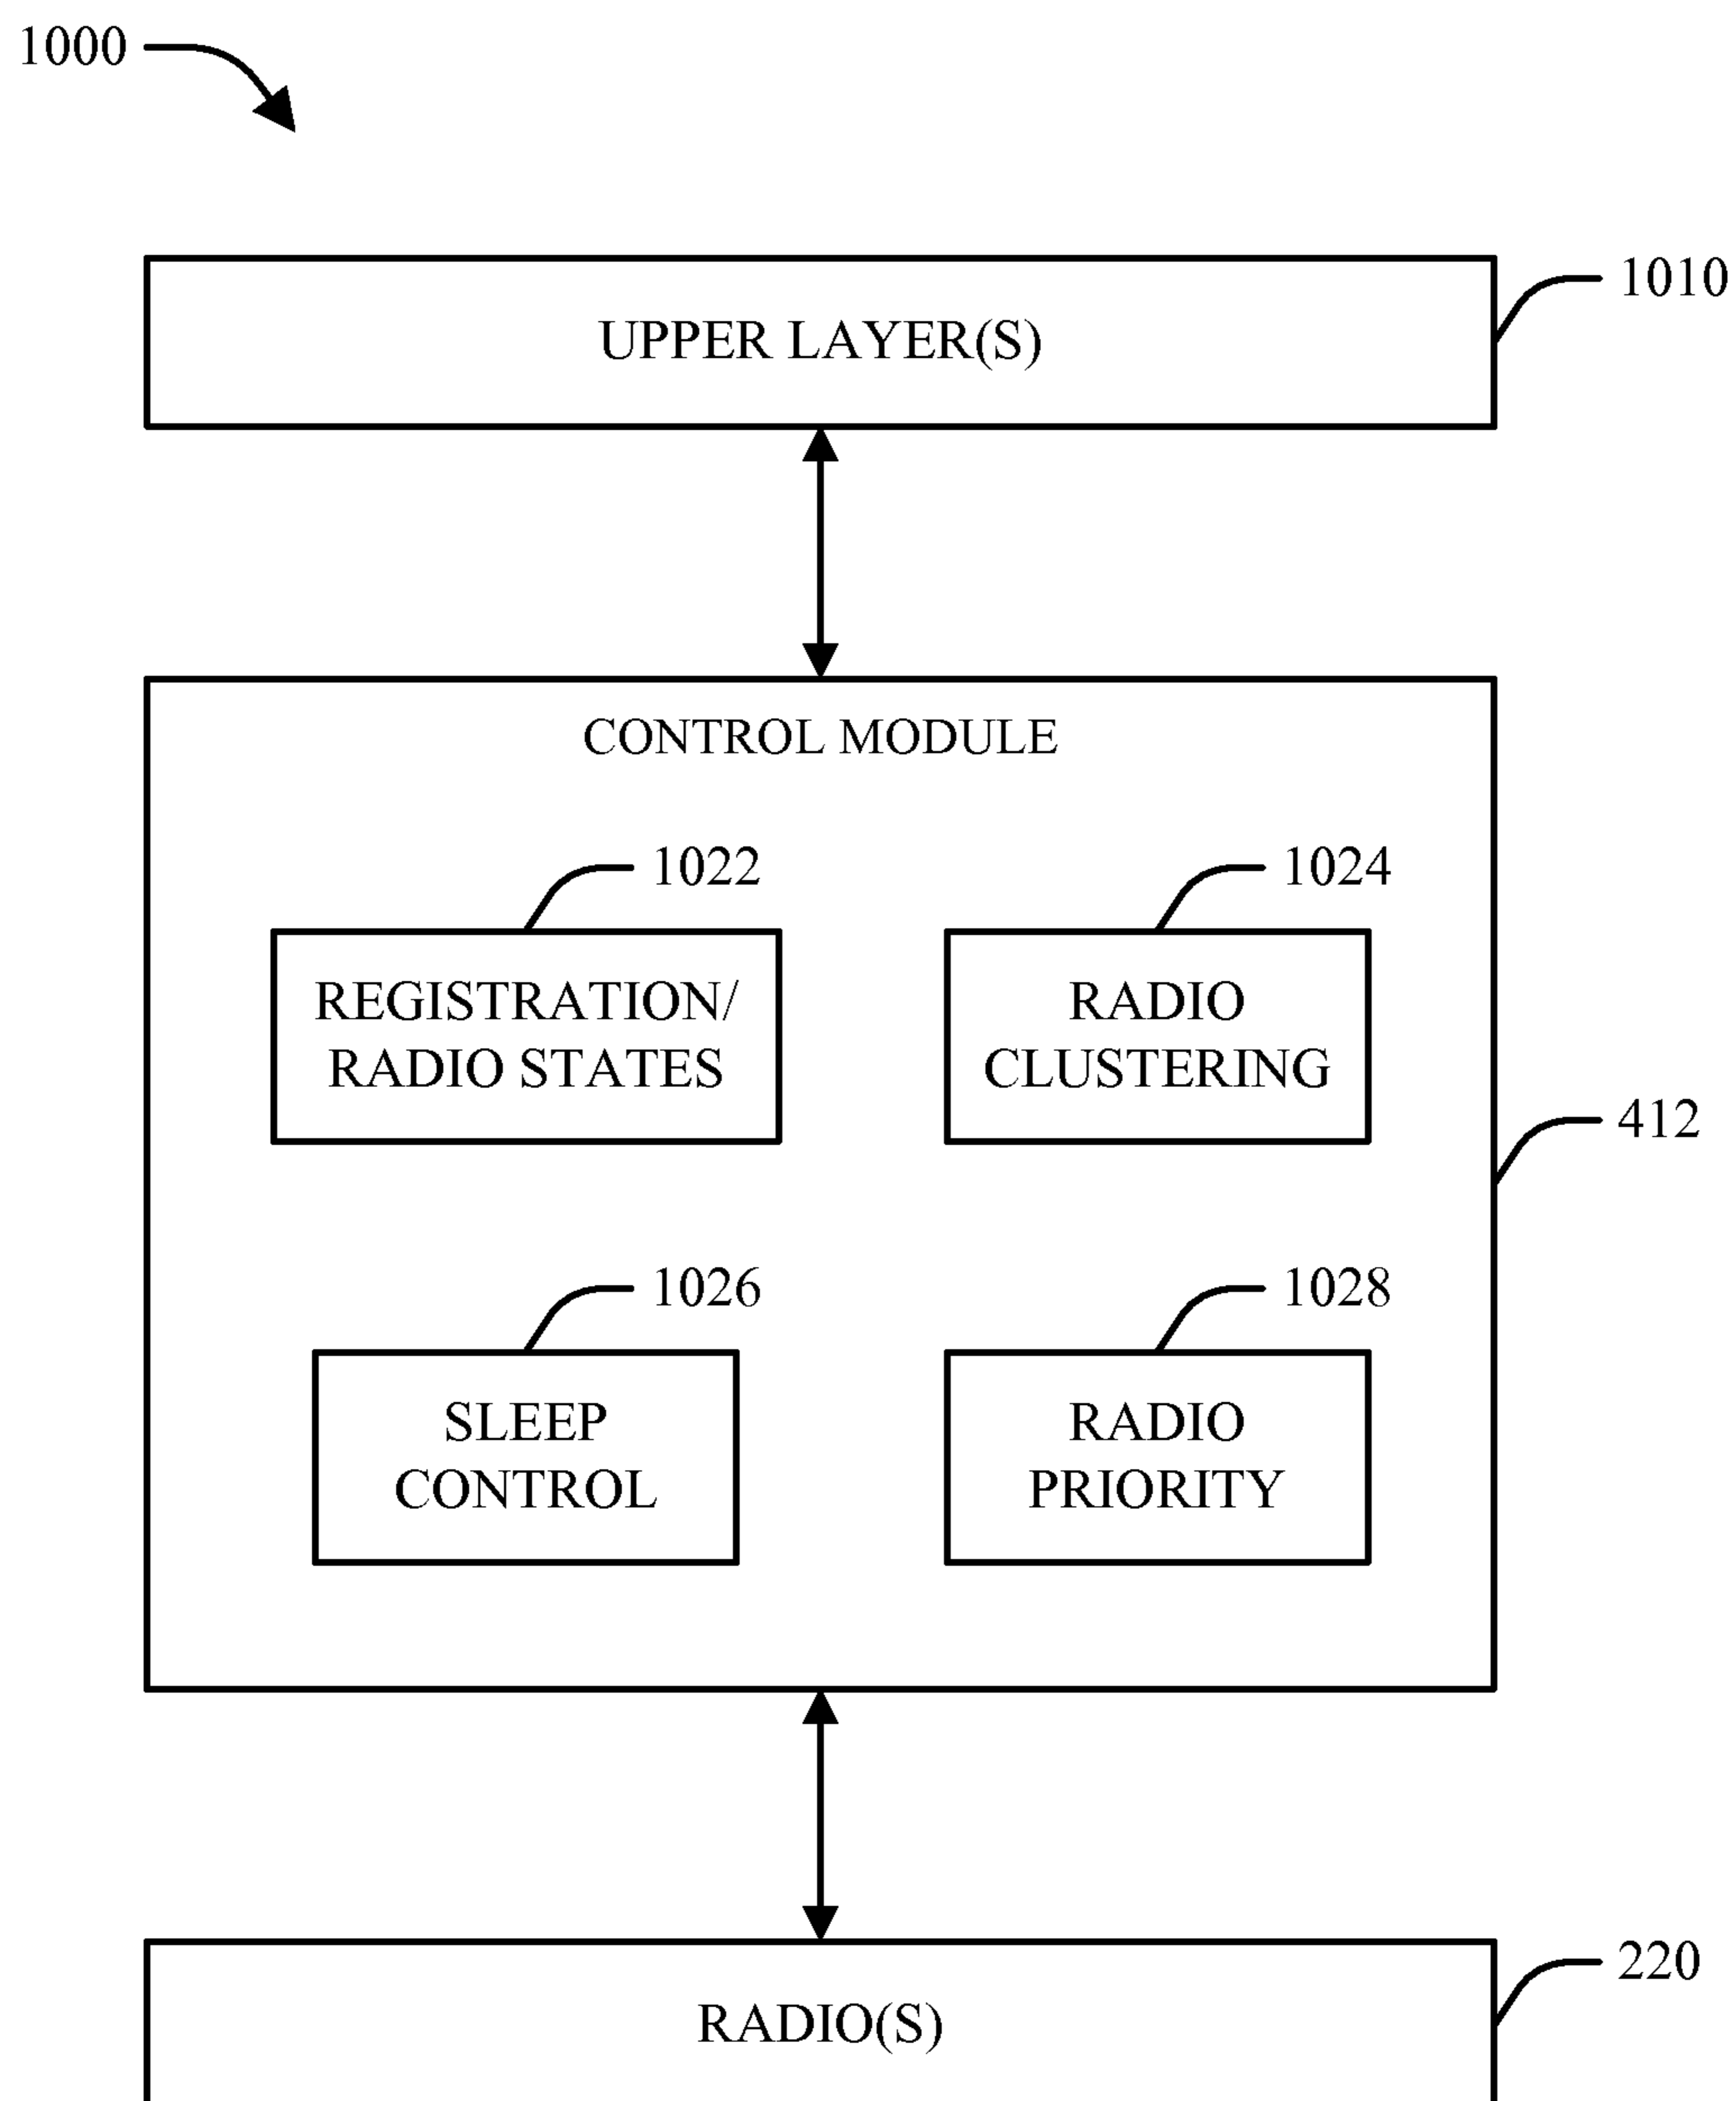 1000
1010
UPPER LAYER(S)
CONTROL MODULE
1022
1024
REGISTRATION/
RADIO STATES
RADIO
CLUSTERING
412
1026
1028
SLEEP
CONTROL
RADIO
PRIORITY
220
RADIO(S)